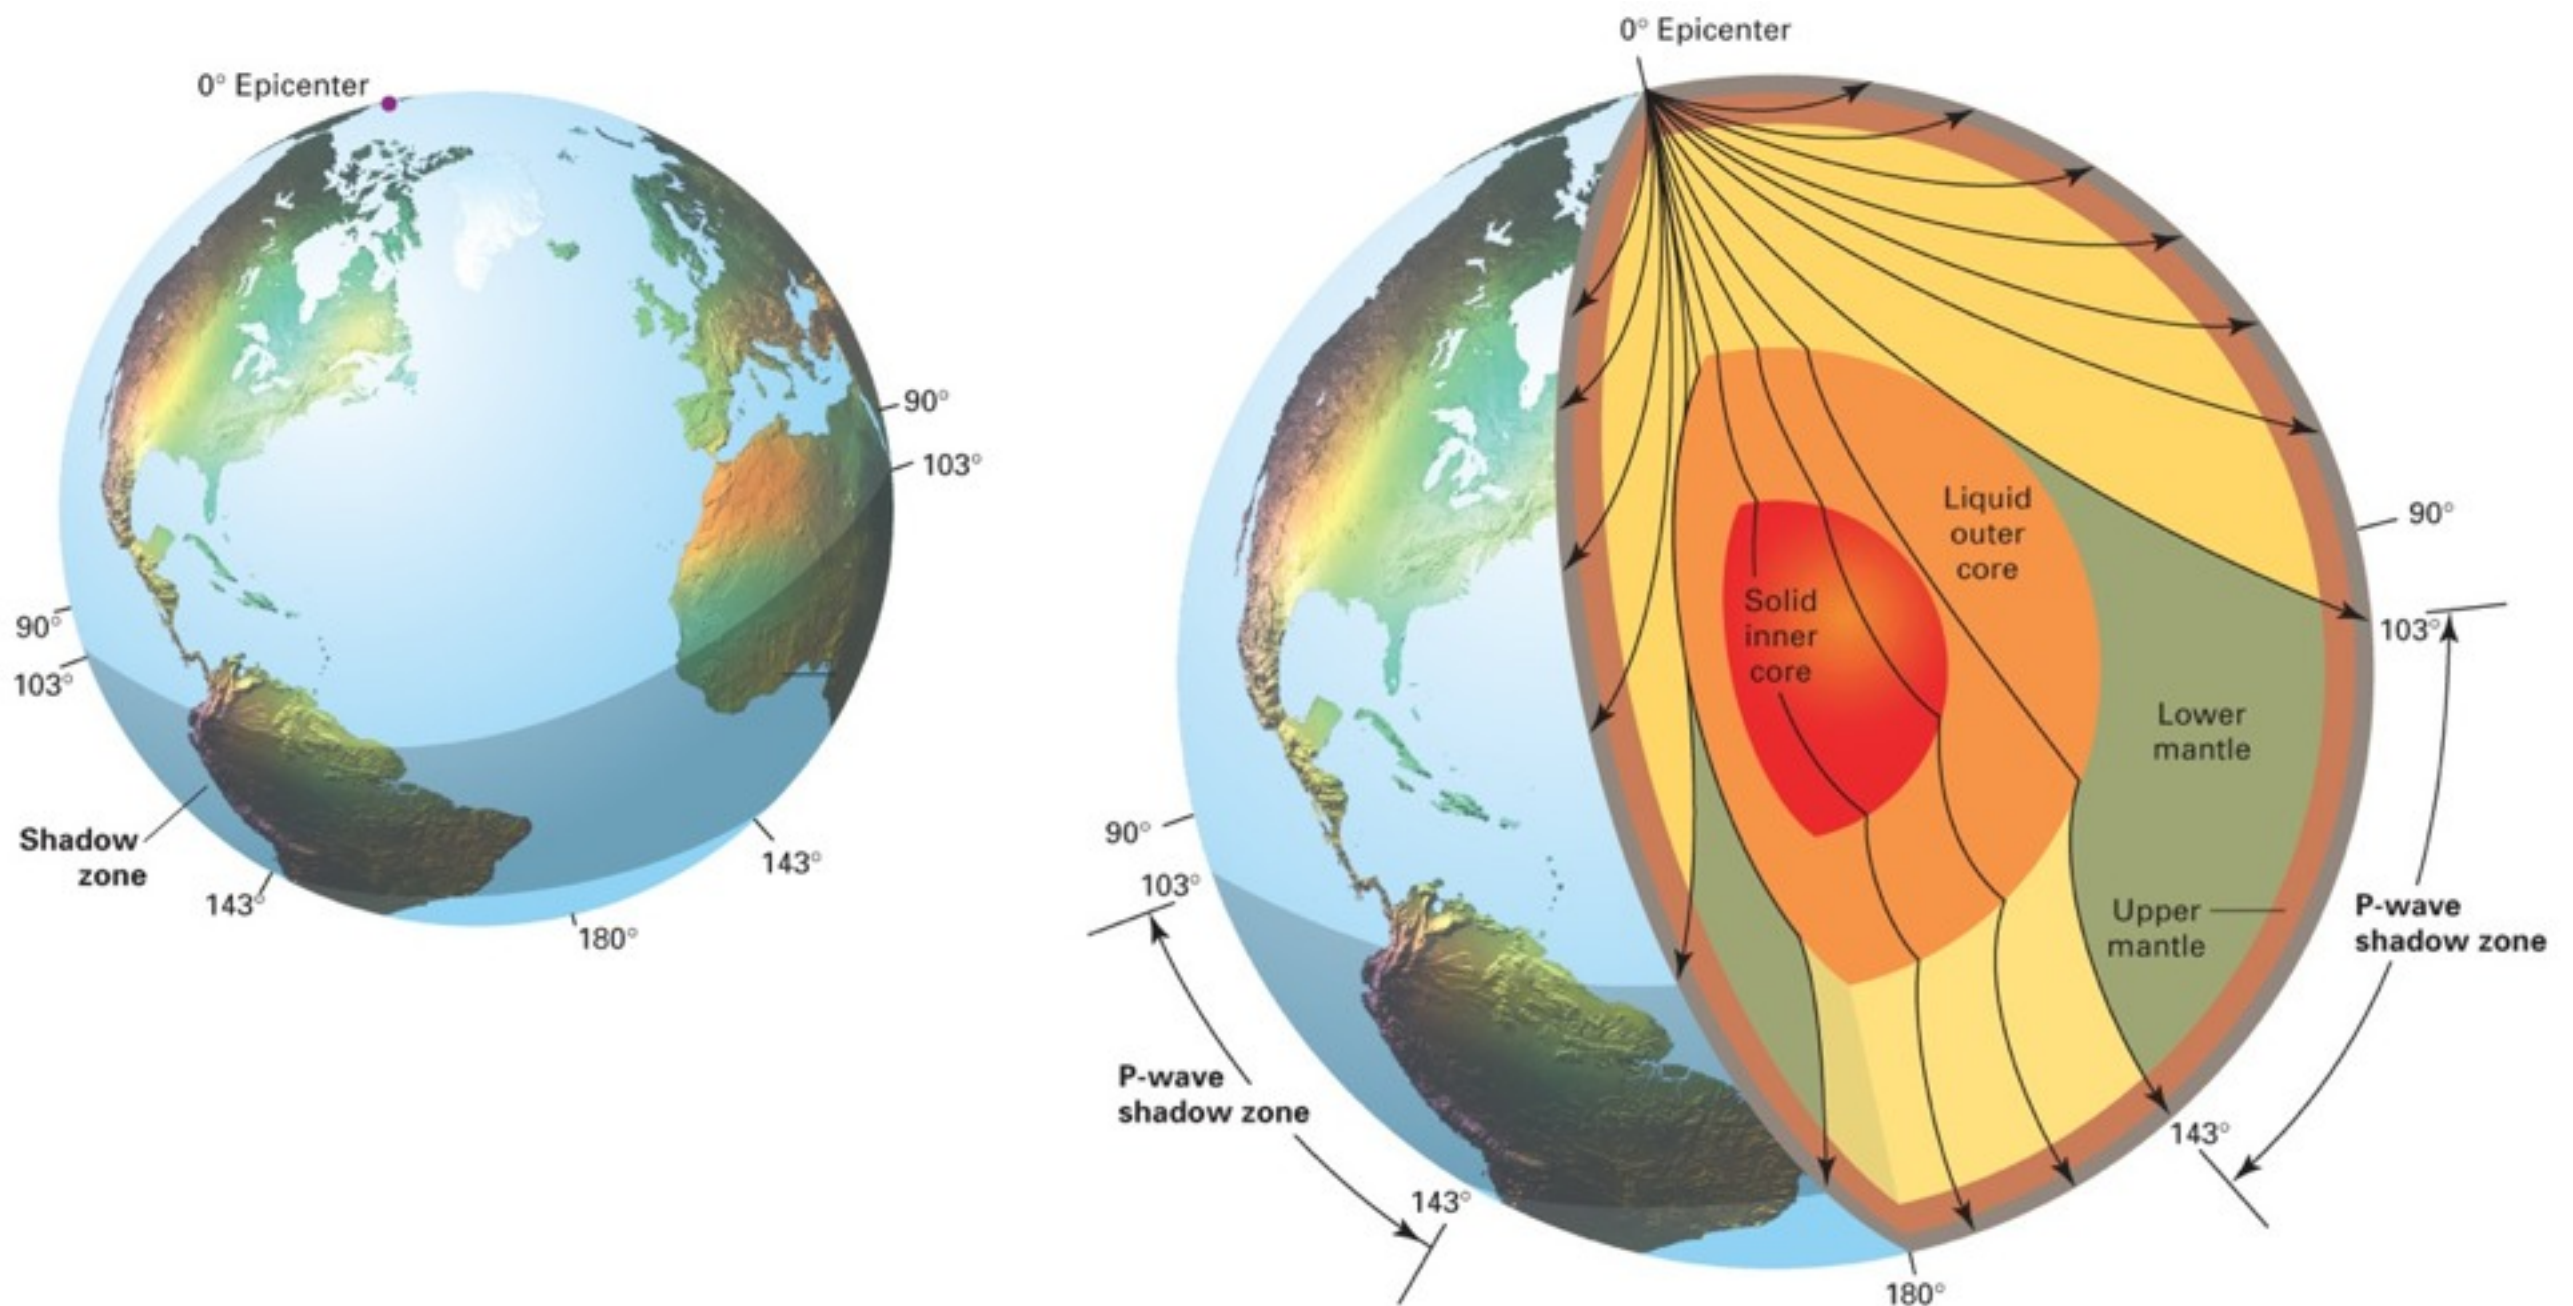 0° Epicenter
90°
103°
90°
103°
Shadow
zone
143°
143°
180°
0° Epicenter
Liquid
outer
core
90°
Solid
inner
core
103°
Lower
mantle
90°
103°
Upper
mantle
P-wave
shadow zone
P-wave
shadow zone
143°
143°
180°